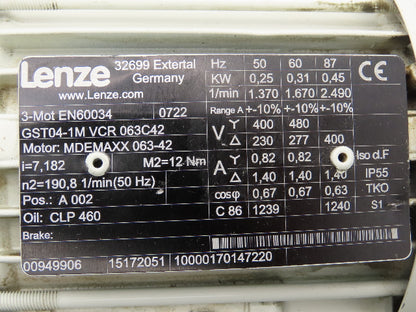 Lenze
32699 Extertal
Germany
www.Lenze.com
3-Mot EN60034 0722
GST04-1M VCR 063C42
Motor: MDEMAXX 063-42
i=7,182 M2=12 Nm
n2=190,8 1/min(50 Hz)
Pos.: A 002
Oil: CLP 460
Brake:
00949906 15172051 10000170147220
Hz 50 60 87
KW 0,25 0,31 0,45
1/min 1.370 1.670 2.490
Range A +-10% +-10% +-10%
V Y 400 480
△ 230 277 400
A Y 0,82 0,82
△ 1,40 1,40 1,40
cosφ 0,67 0,67 0,63
C 86 1239 1240
CE
Iso cl.F
IP55
TKO
S1